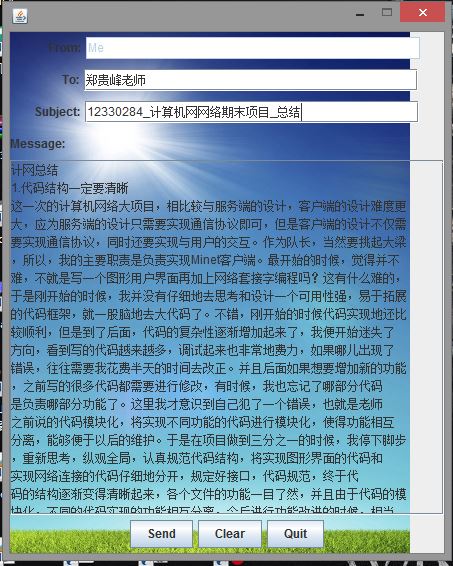 From: Me
To: 郑贵峰老师
Subject: 12330284_计算机网网络期末项目_总结
Message:
计网总结
1.代码结构一定要清晰
这一次的计算机网络大项目，相比较与服务端的设计，客户端的设计难度更
大，应为服务端的设计只需要实现通信协议即可，但是客户端的设计不仅需
要实现通信协议，同时还要实现与用户的交互。作为队长，当然要挑起大梁
，所以，我的主要职责是负责实现Minet客户端。最开始的时候，觉得并不
难，不就是写一个图形用户界面再加上网络套接字编程吗？这有什么难的，
于是刚开始的时候，我并没有仔细地去思考和设计一个可用性强，易于拓展
的代码框架，就一股脑地去大代码了。不错，刚开始的时候代码实现地还比
较顺利，但是到了后面，代码的复杂性逐渐增加起来了，我便开始迷失了
方向，看到写的代码越来越多，调试起来也非常地费力，如果哪儿出现了
错误，往往需要我花费半天的时间去改正。并且后面如果想要增加新的功能
，之前写的很多代码都需要进行修改，有时候，我也忘记了哪部分代码
是负责哪部分功能了。这里我才意识到自己犯了一个错误，也就是老师
之前说的代码模块化，将实现不同功能的代码进行模块化，使得功能相互
分离，能够便于以后的维护。于是在项目做到三分之一的时候，我停下脚步
，重新思考，纵观全局，认真规范代码结构，将实现图形界面的代码和
实现网络连接的代码仔细地分开，规定好接口，代码规范，终于代
码的结构逐渐变得清晰起来，各个文件的功能一目了然，并且由于代码的模
块化，不同的代码实现的功能相互分离，今后进行功能改进的时候，相当
Send Clear Quit